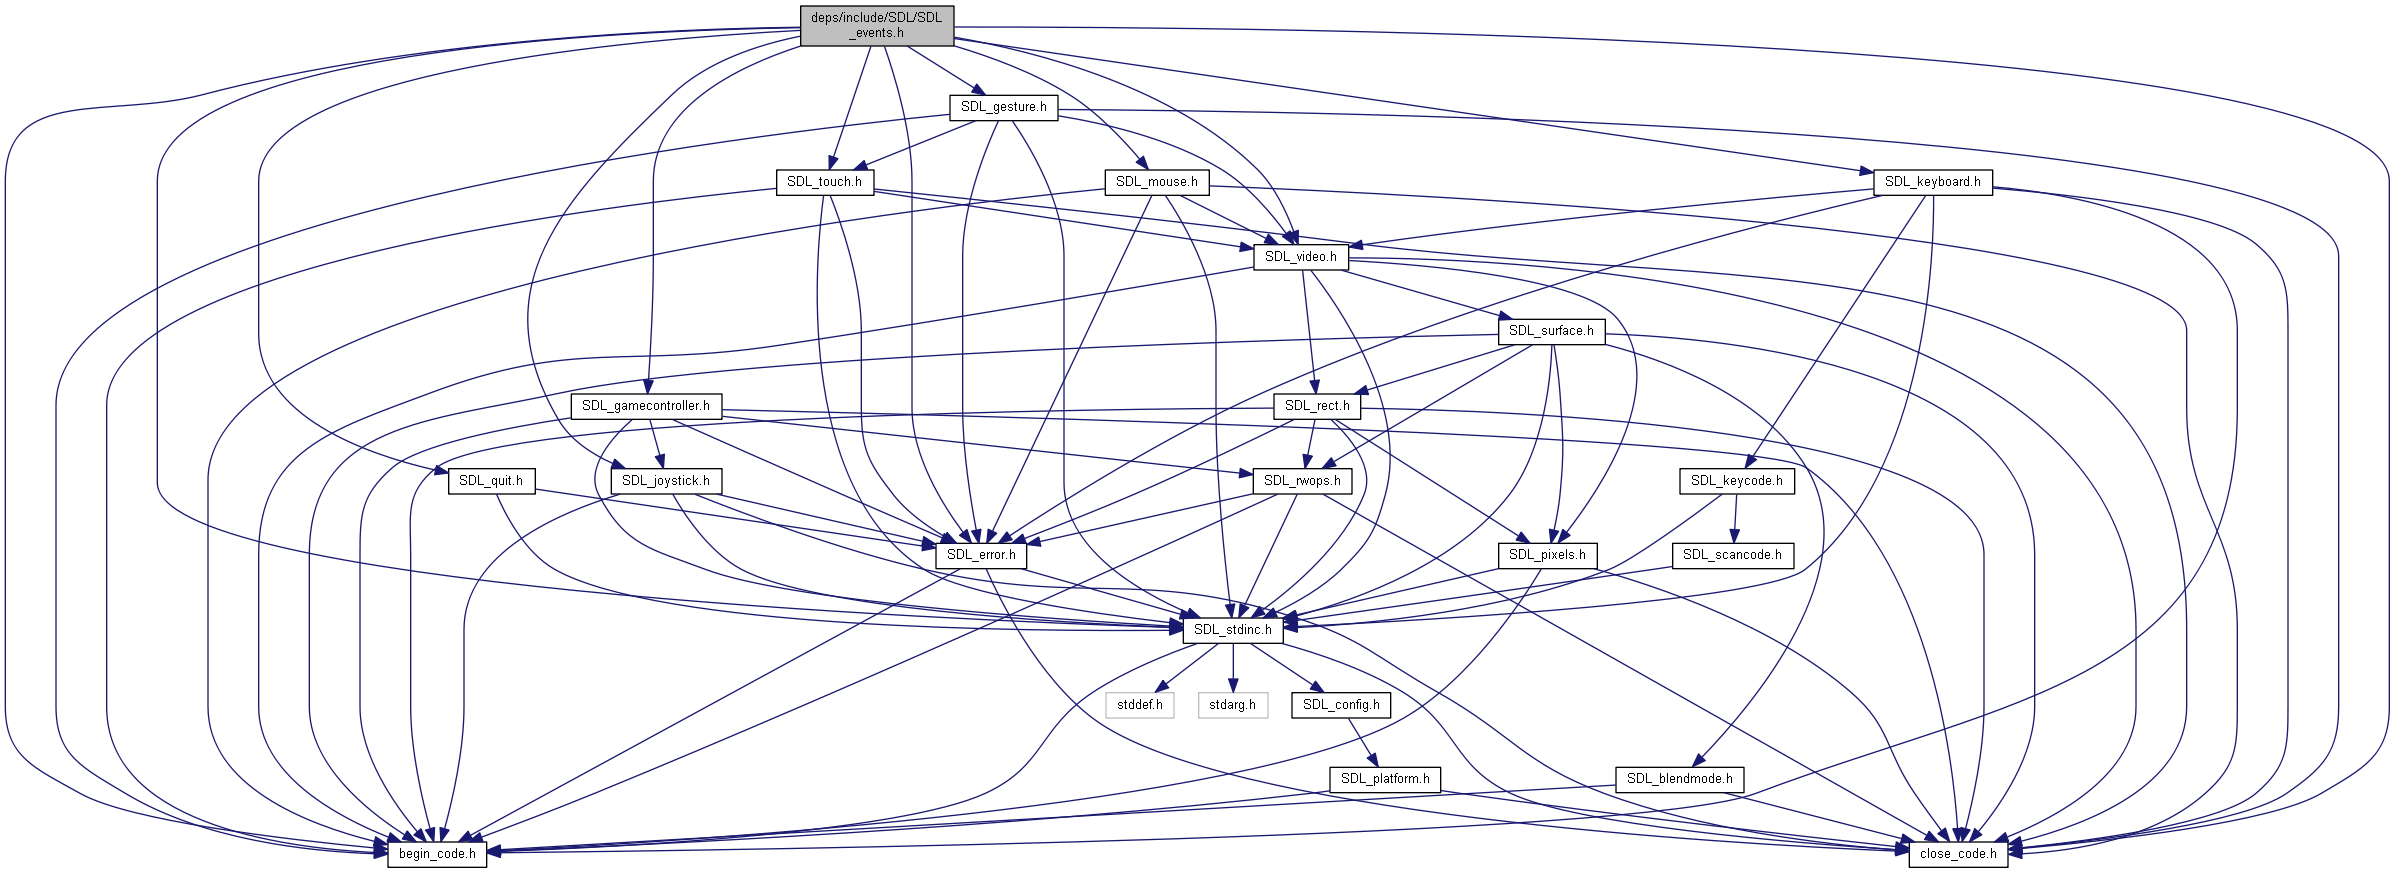 deps/include/SDL/SDL
_events.h
SDL_gesture.h
SDL_touch.h
SDL_mouse.h
SDL_keyboard.h
SDL_video.h
SDL_surface.h
SDL_gamecontroller.h
SDL_rect.h
SDL_quit.h
SDL_joystick.h
SDL_rwops.h
SDL_keycode.h
SDL_error.h
SDL_pixels.h
SDL_scancode.h
SDL_stdinc.h
stddef.h
stdarg.h
SDL_config.h
SDL_platform.h
SDL_blendmode.h
begin_code.h
close_code.h